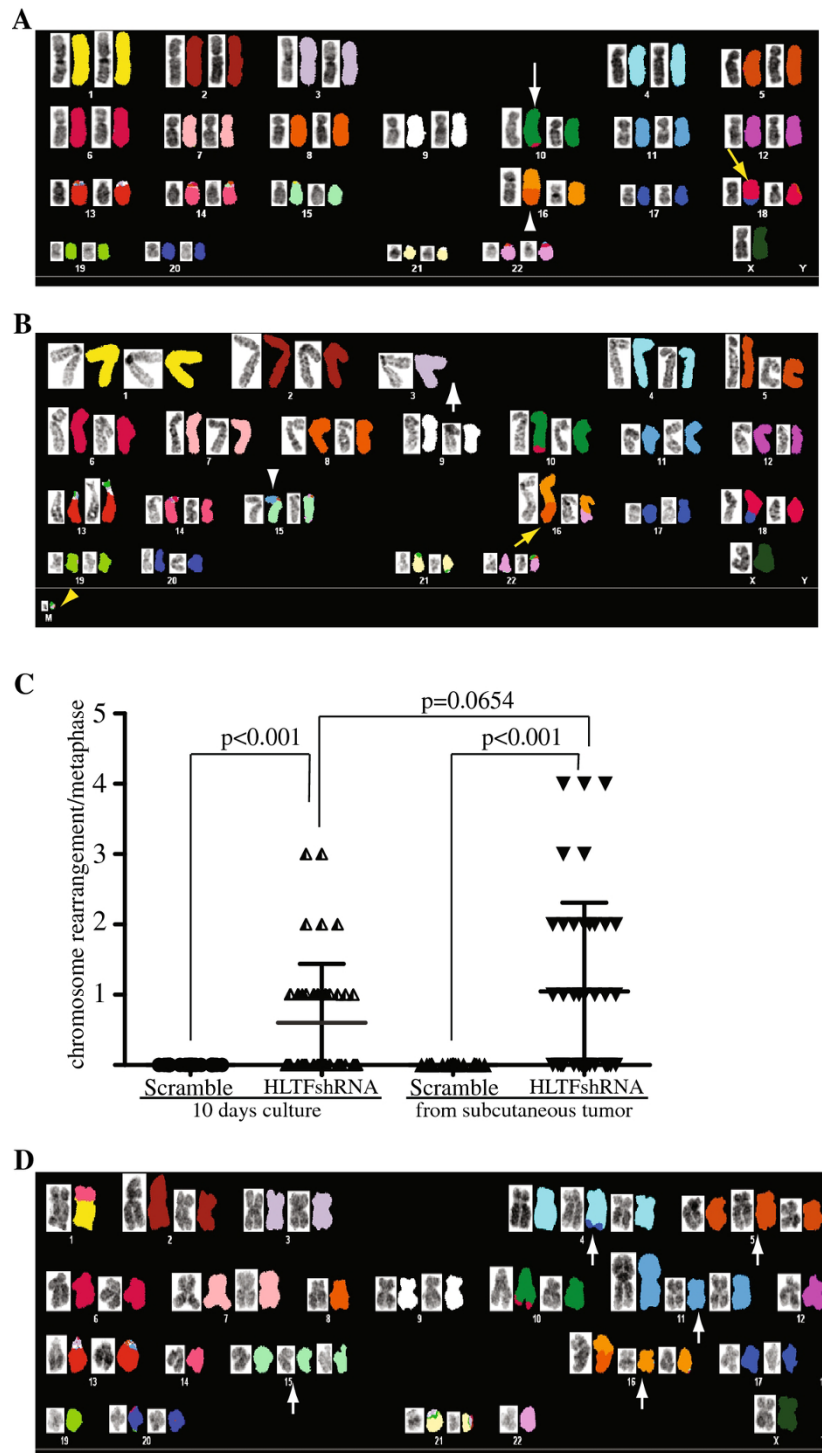 A
1 2 3 4 5
6 7 8 9 10 11 12
13 14 15 16 17 18
19 20 21 22 X Y
B
1 2 3 4 5
6 7 8 9 10 11 12
13 14 15 16 17 18
19 20 21 22 X Y
M
C
chromosome rearrangement/metaphase
5
4
3
2
1
p=0.0654
p<0.001 p<0.001
Scramble HLTFshRNA Scramble HLTFshRNA
10 days culture from subcutaneous tumor
D
1 2 3 4 5
6 7 8 9 10 11 12
13 14 15 16 17
19 20 21 22 X